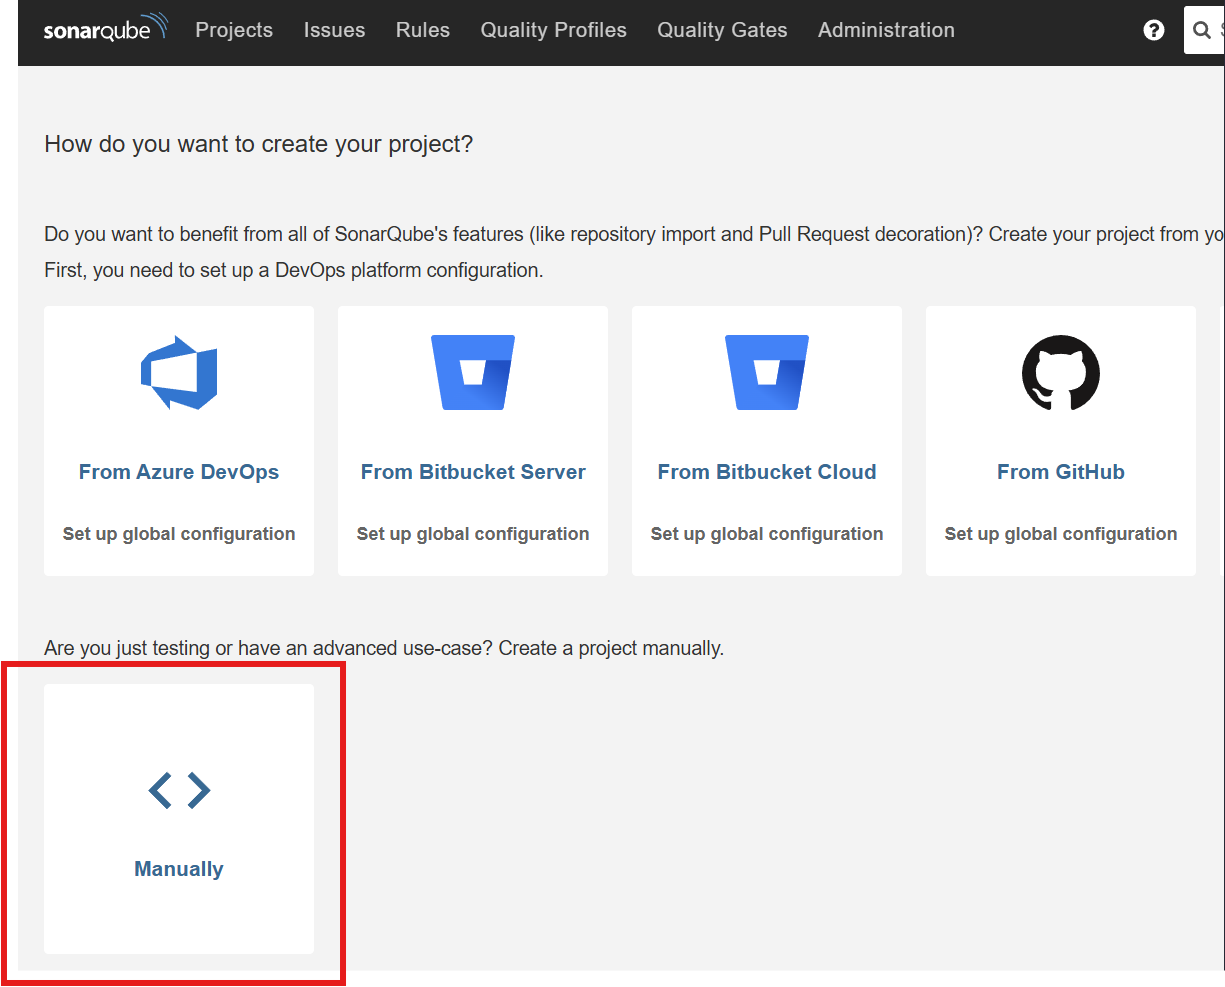 sonarqube Projects Issues Rules Quality Profiles Quality Gates Administration ?
How do you want to create your project?
Do you want to benefit from all of SonarQube's features (like repository import and Pull Request decoration)? Create your project from yo
First, you need to set up a DevOps platform configuration.
From Azure DevOps From Bitbucket Server From Bitbucket Cloud From GitHub
Set up global configuration Set up global configuration Set up global configuration Set up global configuration
Are you just testing or have an advanced use-case? Create a project manually.
Manually